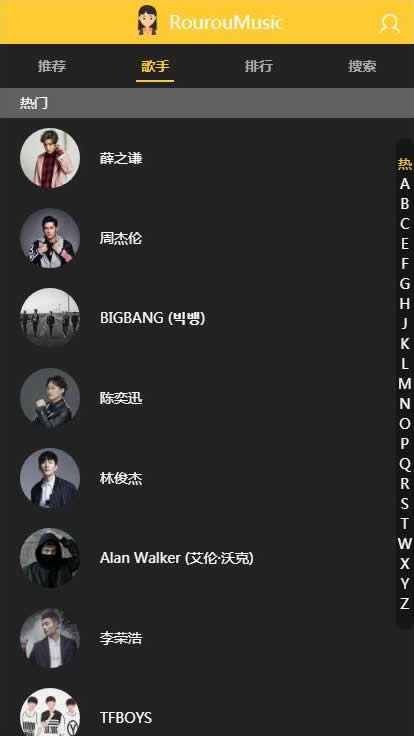 RourouMusic
推荐 歌手 排行 搜索
热门
薛之谦
周杰伦
BIGBANG (빅뱅)
陈奕迅
林俊杰
Alan Walker (艾伦·沃克)
李荣浩
TFBOYS
热
A
B
C
E
F
G
H
J
K
L
M
N
O
P
Q
R
S
T
W
X
Y
Z